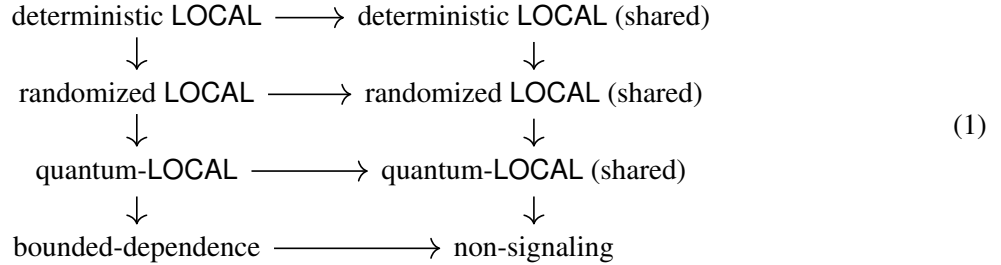 deterministic LOCAL → deterministic LOCAL (shared)
↓ ↓
randomized LOCAL → randomized LOCAL (shared)
↓ ↓ (1)
quantum-LOCAL → quantum-LOCAL (shared)
↓ ↓
bounded-dependence → non-signaling